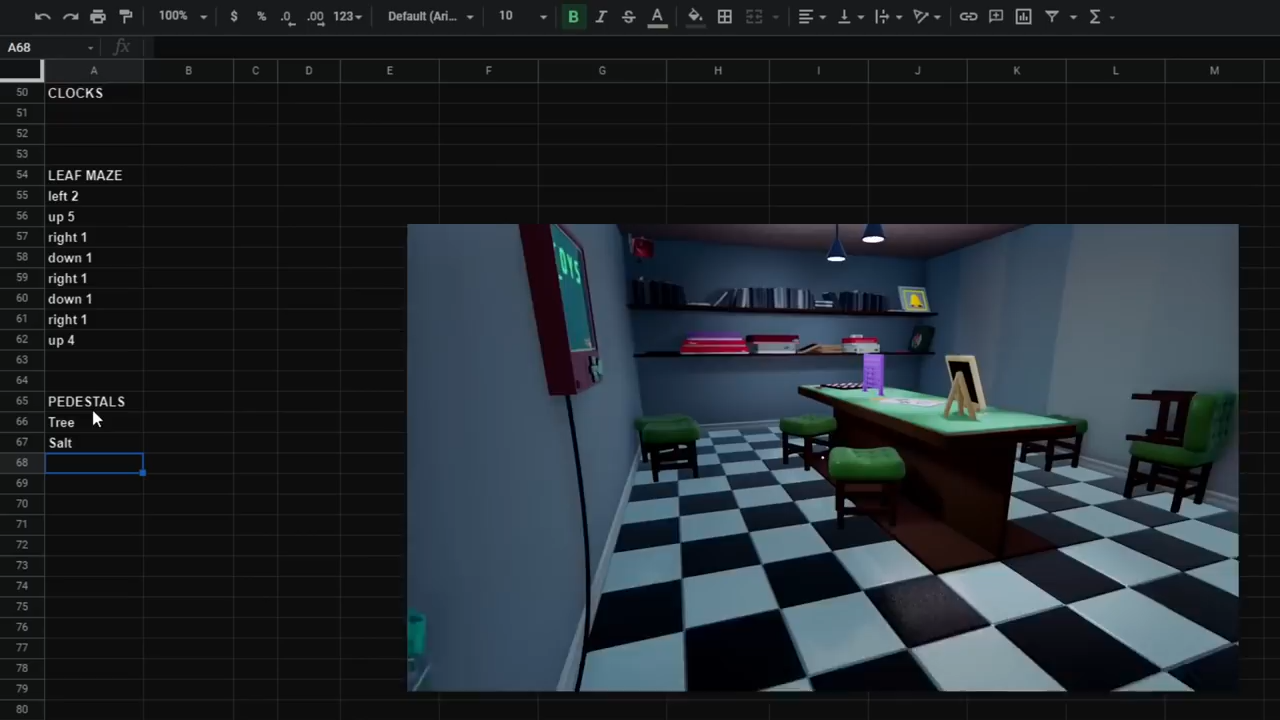 100%
$
%
.0
.00
123
Default (Ari...
10
B
I
S
A
A68
fx
A B C D E F G H I J K L M
50 CLOCKS
51
52
53
54 LEAF MAZE
55 left 2
56 up 5
57 right 1
58 down 1
59 right 1
60 down 1
61 right 1
62 up 4
63
64
65 PEDESTALS
66 Tree
67 Salt
68
69
70
71
72
73
74
75
76
77
78
79
80